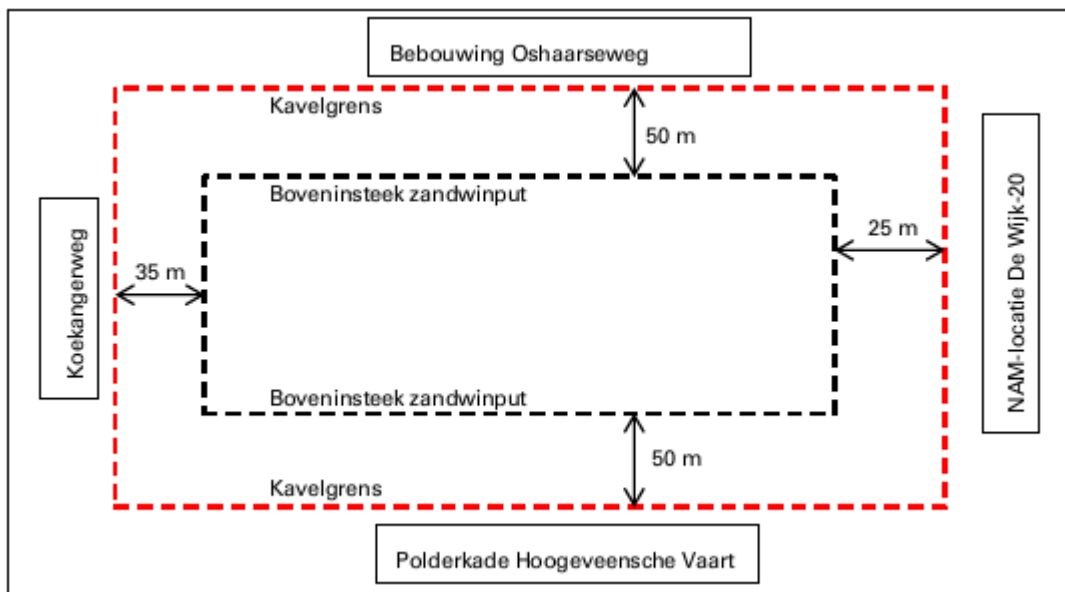 Bebouwing Oshaarseweg
Kavelgrens
50 m
Boveninsteek zandwinput
Koekangerweg
35 m
25 m
NAM-locatie De Wijk-20
Boveninsteek zandwinput
50 m
Kavelgrens
Polderkade Hoogeveensche Vaart